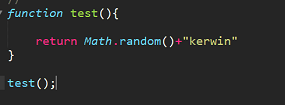 //
function test(){
return Math.random()+"kerwin"
}
test();